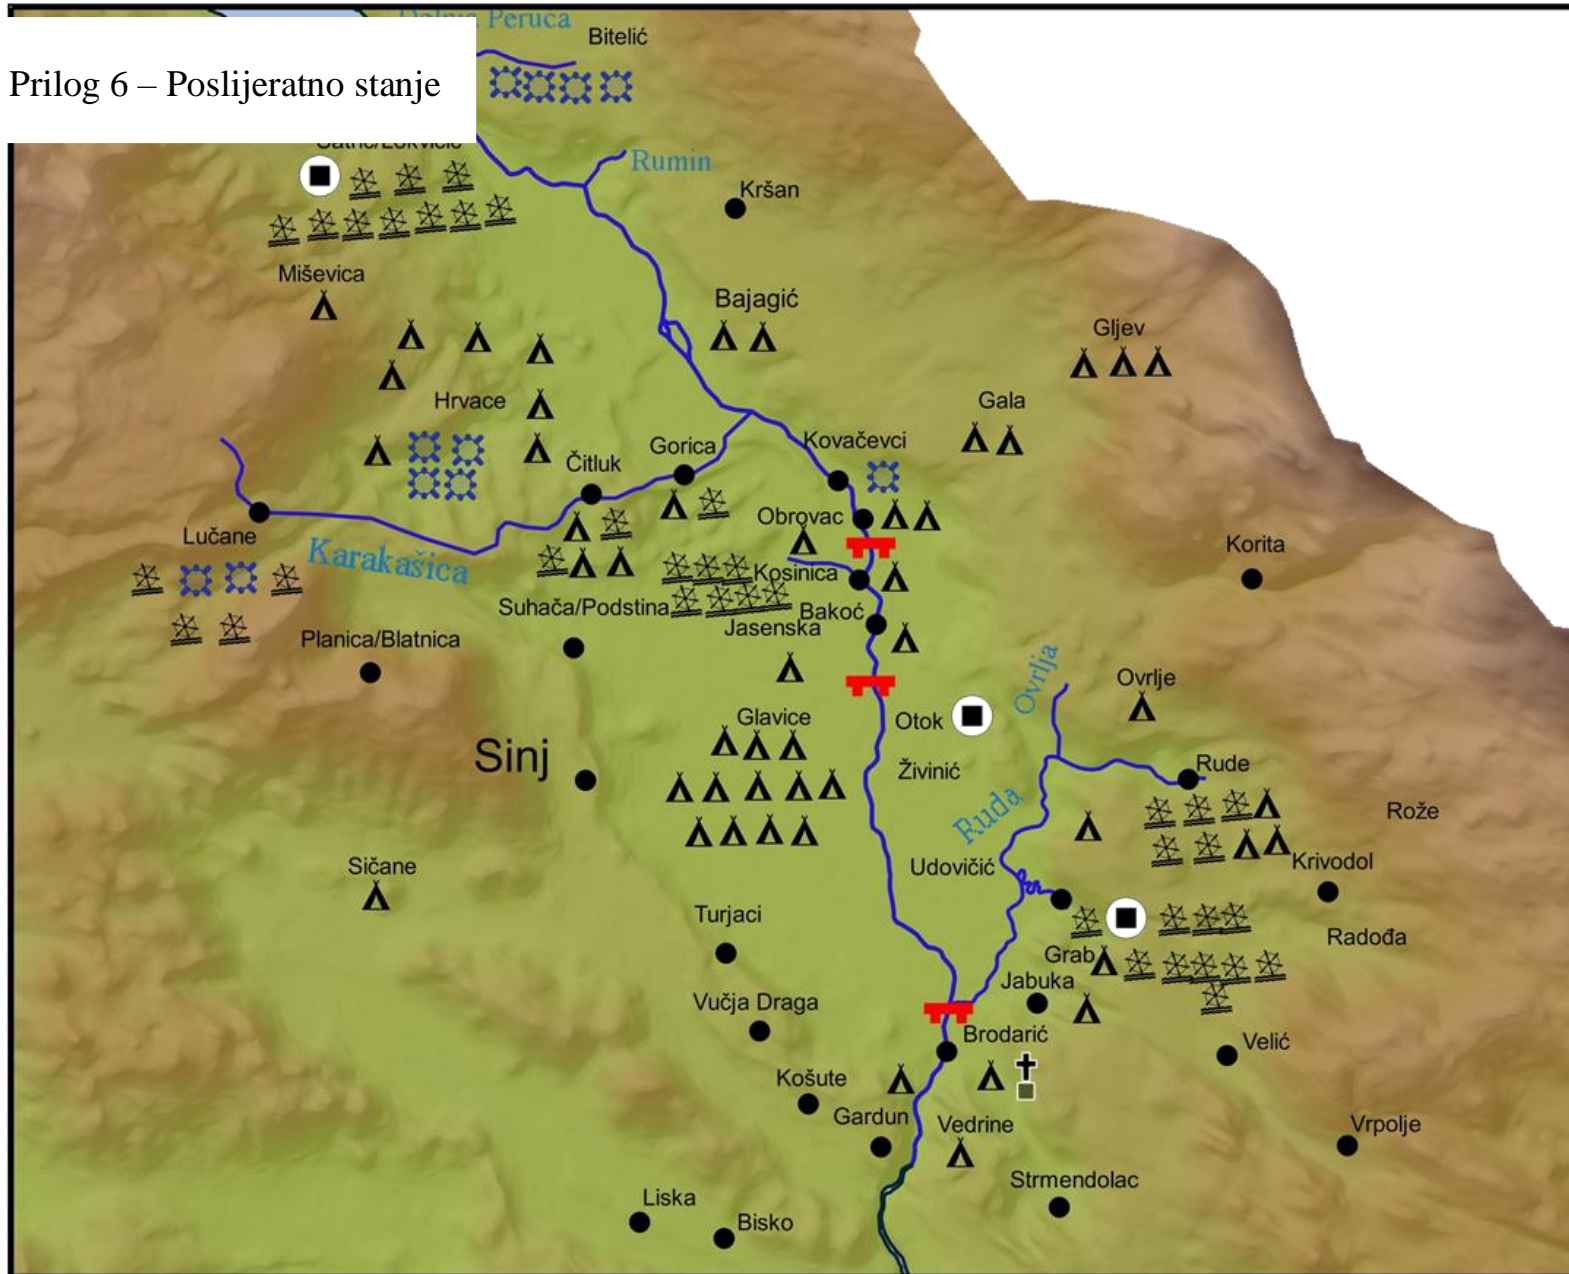 Peruca
Bitelić
Prilog 6 – Poslijeratno stanje
Rumin
Kršan
Miševica
Bajagić
Gljev
Hrvace
Gala
Kovačevci
Gorica
Čitluk
Obrovac
Lučane
Karakašica
Korita
Kosinica
Suhača/Podstina
Bakoć
Jasenska
Planica/Blatnica
Ovrlja
Ovrlje
Glavice
Otok
Sinj
Živinić
Rude
Ruda
Rože
Sičane
Udovičić
Krivodol
Turjaci
Radođa
Grab
Jabuka
Vučja Draga
Brodarić
Velić
Košute
Gardun
Vedrine
Vrpolje
Strmendolac
Liska
Bisko